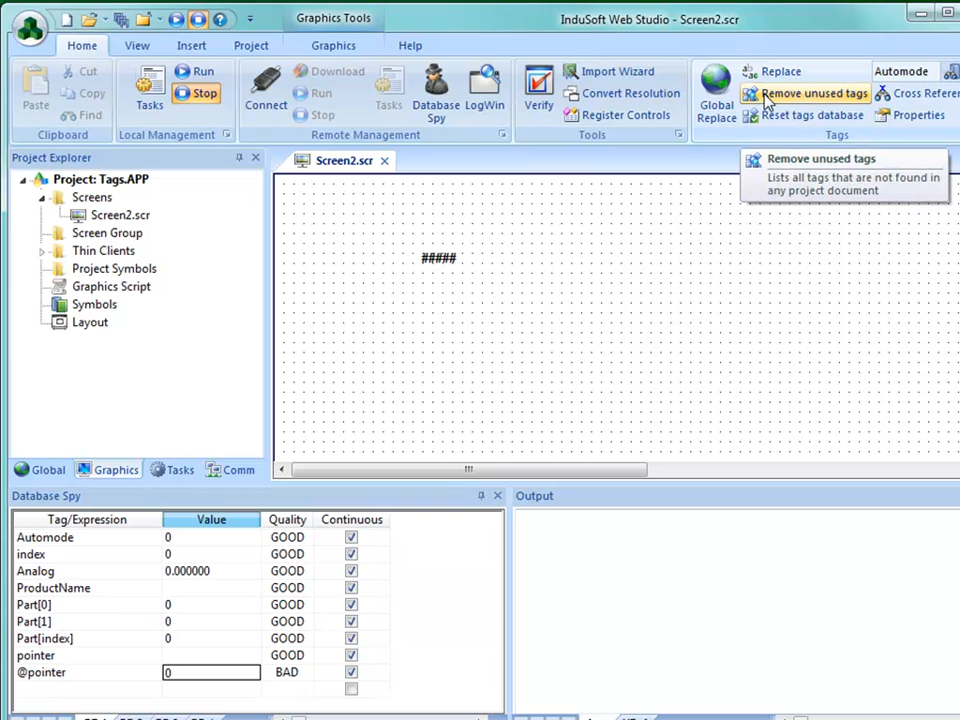 Graphics Tools
InduSoft Web Studio - Screen2.scr
Home View Insert Project Graphics Help
Paste
Cut
Copy
Find
Clipboard
Tasks
Run
Stop
Local Management
Connect
Download
Run
Stop
Tasks
Database Spy
LogWin
Remote Management
Verify
Import Wizard
Convert Resolution
Register Controls
Tools
Global Replace
Replace
Remove unused tags
Reset tags database
Automode
Cross Refere
Properties
Tags
Remove unused tags
Lists all tags that are not found in
any project document
Project Explorer
Project: Tags.APP
Screens
Screen2.scr
Screen Group
Thin Clients
Project Symbols
Graphics Script
Symbols
Layout
Global Graphics Tasks Comm
Screen2.scr
#####
Database Spy
Tag/Expression Value Quality Continuous
Automode 0 GOOD
index 0 GOOD
Analog 0.000000 GOOD
ProductName GOOD
Part[0] 0 GOOD
Part[1] 0 GOOD
Part[index] 0 GOOD
pointer GOOD
@pointer 0 BAD
Output